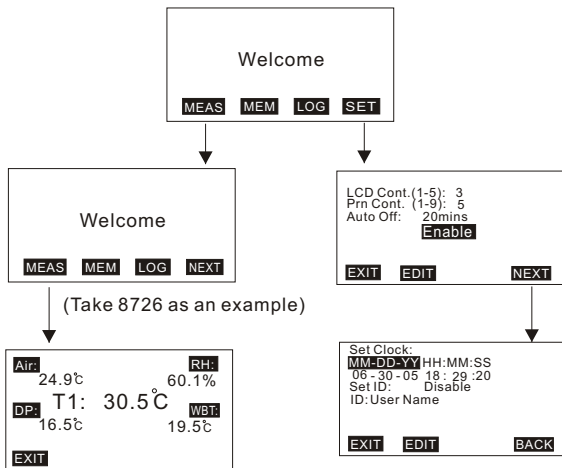 Welcome
MEAS MEM LOG SET
Welcome
MEAS MEM LOG NEXT
LCD Cont.(1-5): 3
Prn Cont. (1-9): 5
Auto Off: 20mins
Enable
EXIT EDIT NEXT
(Take 8726 as an example)
Air: RH:
24.9°C 60.1%
T1: 30.5°C
DP: WBT:
16.5°C 19.5°C
EXIT
Set Clock:
MM-DD-YY HH:MM:SS
06-30-05 18:29:20
Set ID: Disable
ID:User Name
EXIT EDIT BACK